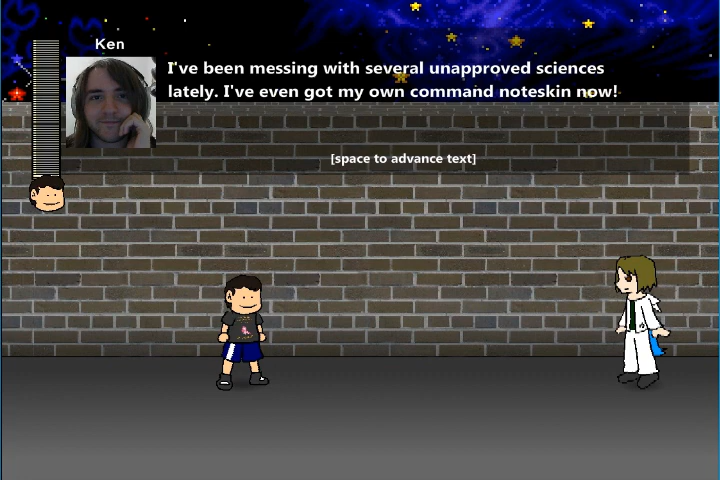 Ken
I've been messing with several unapproved sciences
lately. I've even got my own command noteskin now!
[space to advance text]